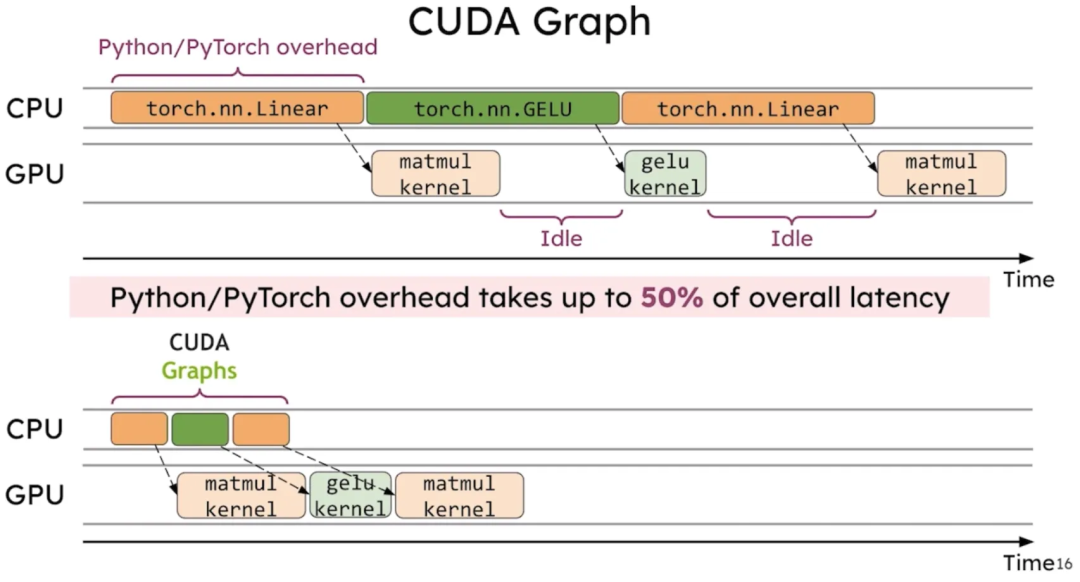 CUDA Graph
Python/PyTorch overhead
CPU
torch.nn.Linear
torch.nn.GELU
torch.nn.Linear
GPU
matmul
kernel
gelu
kernel
matmul
kernel
Idle
Idle
Time
Python/PyTorch overhead takes up to 50% of overall latency
CUDA
Graphs
CPU
GPU
matmul
kernel
gelu
kernel
matmul
kernel
Time
16